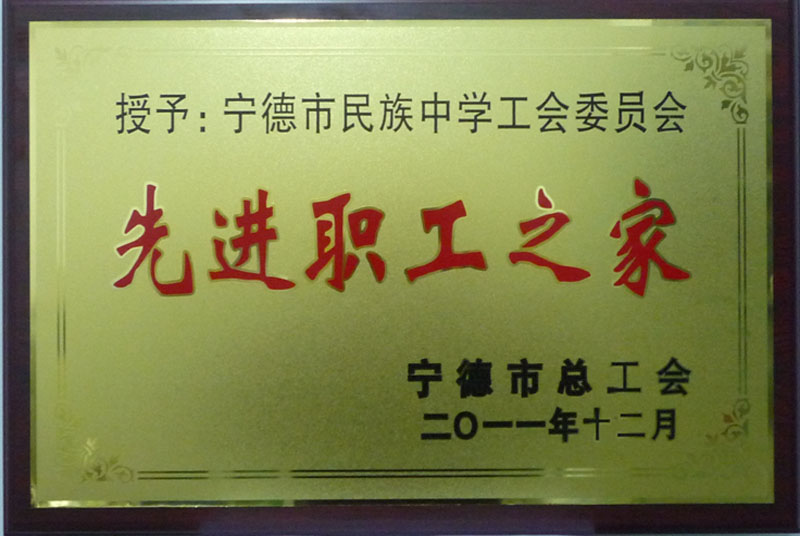 授予:宁德市民族中学工会委员会
先进职工之家
宁德市总工会
二〇一一年十二月